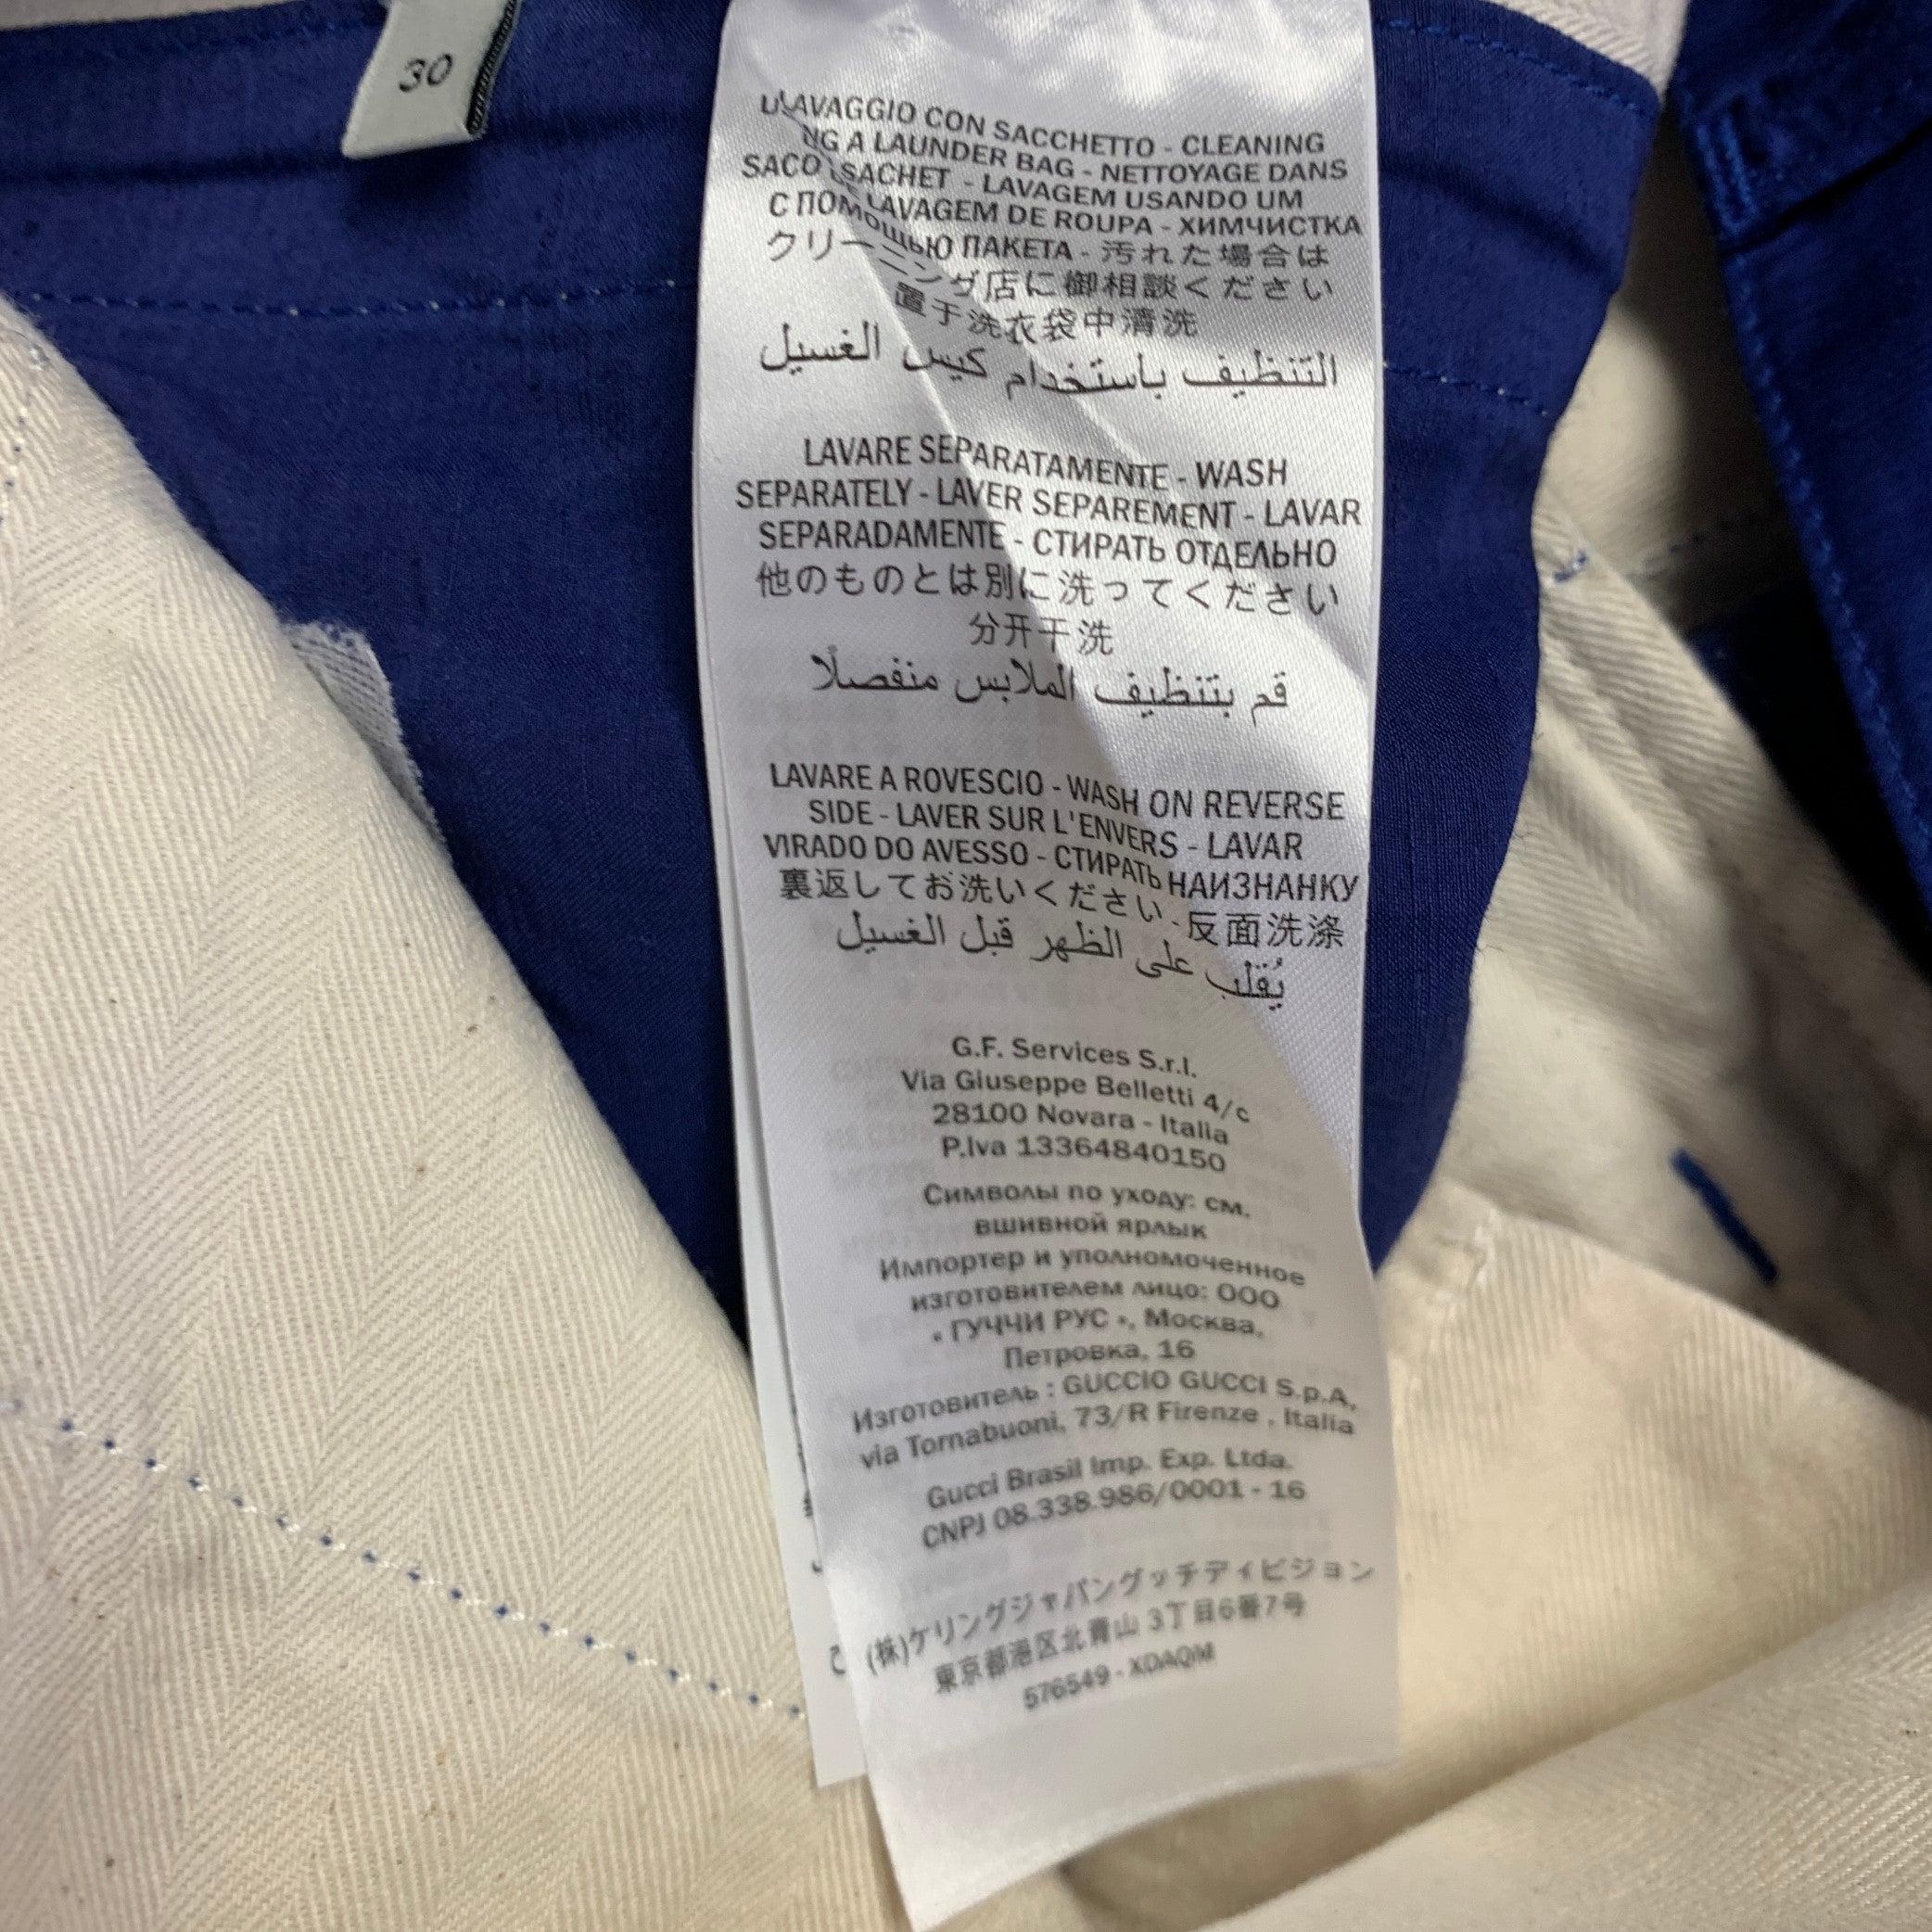 30
LAVAGGIO CON SACCHETTO - CLEANING
A LAUNDER BAG - NETTOYAGE DANS
SACHET - LAVAGEM USANDO UM
SACO LAVAGEM DE ROUPA - ХИМЧИСТКА
С ПОМОЩЬЮ ПАКЕТА - 汚れた場合は
クリーニング店に御相談ください
置于洗衣袋中清洗
التنظيف باستخدام كيس الغسيل
LAVARE SEPARATAMENTE - WASH
SEPARATELY - LAVER SEPAREMENT - LAVAR
SEPARADAMENTE - СТИРАТЬ ОТДЕЛЬНО
他のものとは別に洗ってください
分开干洗
قم بتنظيف الملابس منفصلًا
LAVARE A ROVESCIO - WASH ON REVERSE
SIDE - LAVER SUR L'ENVERS - LAVAR
VIRADO DO AVESSO - СТИРАТЬ НАИЗНАНКУ
裏返してお洗いください - 反面洗涤
يُقلب على الظهر قبل الغسيل
G.F. Services S.r.l.
Via Giuseppe Belletti 4/c
28100 Novara - Italia
P.Iva 13364840150
Символы по уходу: см.
вшивной ярлык
Импортер и уполномоченное
изготовителем лицо: ООО
« ГУЧЧИ РУС », Москва,
Петровка, 16
Изготовитель : GUCCIO GUCCI S.p.A,
via Tornabuoni, 73/R Firenze , Italia
Gucci Brasil Imp. Exp. Ltda.
CNPJ 08.338.986/0001 - 16
(株)ケリングジャパングッチディビジョン
東京都港区北青山 3丁目6番7号
576549 - XDAQM